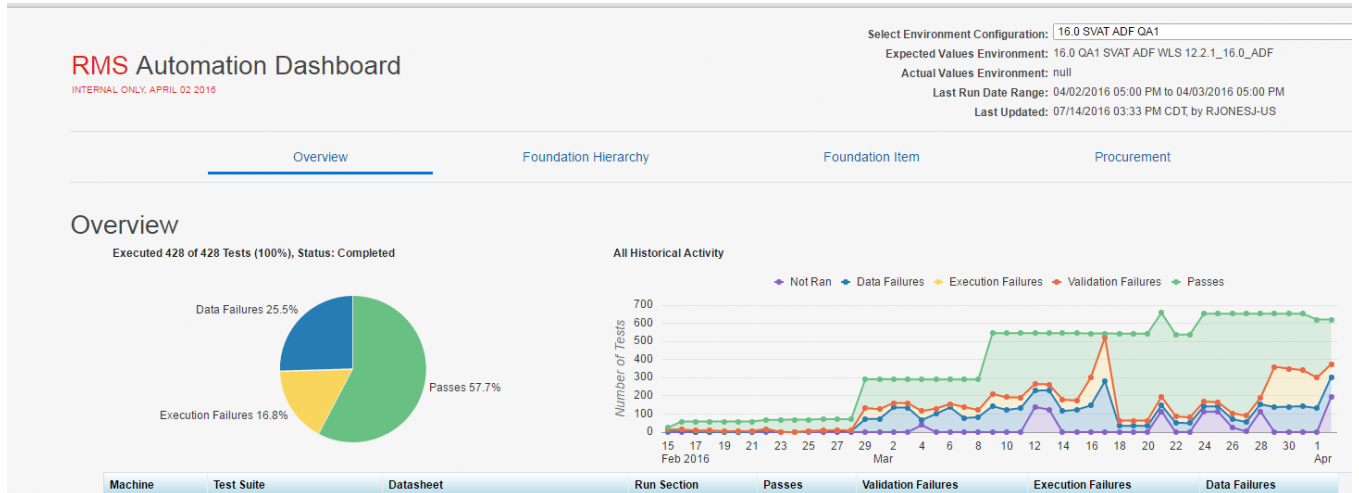 Select Environment Configuration: 16.0 SVAT ADF QA1
Expected Values Environment: 16.0 QA1 SVAT ADF WLS 12.2.1_16.0_ADF
Actual Values Environment: null
Last Run Date Range: 04/02/2016 05:00 PM to 04/03/2016 05:00 PM
Last Updated: 07/14/2016 03:33 PM CDT, by RJONESJ-US
RMS Automation Dashboard
INTERNAL ONLY, APRIL 02 2016
Overview Foundation Hierarchy Foundation Item Procurement
Overview
Executed 428 of 428 Tests (100%), Status: Completed
Data Failures 25.5%
Passes 57.7%
Execution Failures 16.8%
All Historical Activity
Not Ran Data Failures Execution Failures Validation Failures Passes
Number of Tests
700
600
500
400
300
200
100
0
15 17 19 21 23 25 27 29 2 4 6 8 10 12 14 16 18 20 22 24 26 28 30 1
Feb 2016 Mar Apr
Machine Test Suite Datasheet Run Section Passes Validation Failures Execution Failures Data Failures